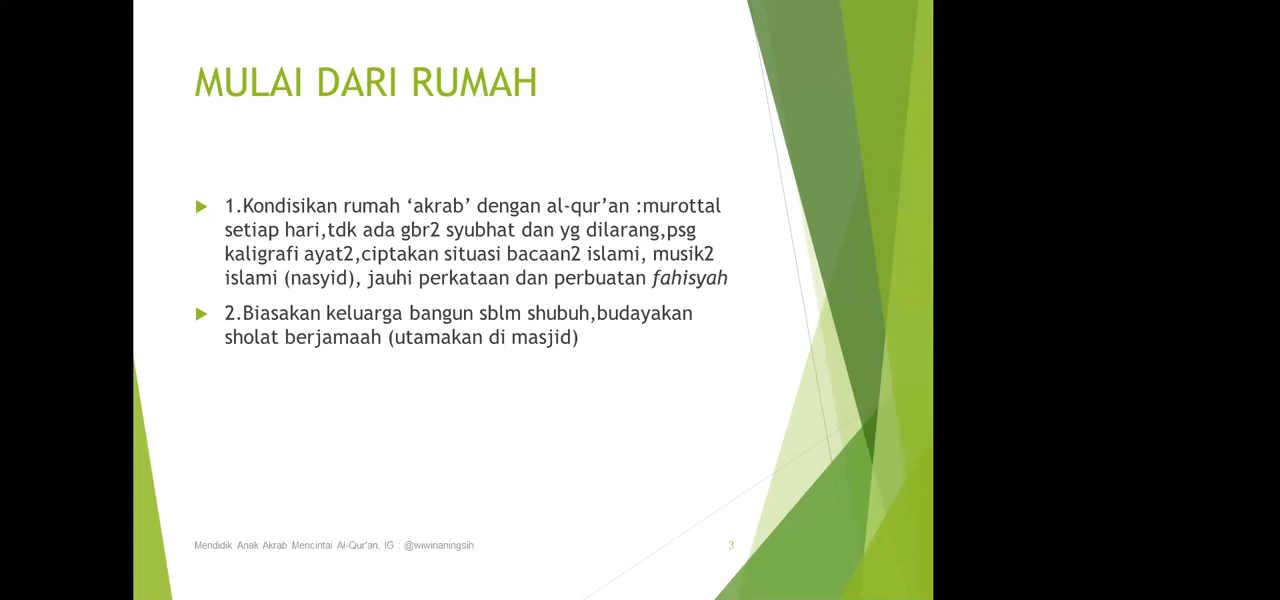 MULAI DARI RUMAH
1.Kondisikan rumah ‘akrab’ dengan al-qur’an :murottal
setiap hari,tdk ada gbr2 syubhat dan yg dilarang,psg
kaligrafi ayat2,ciptakan situasi bacaan2 islami, musik2
islami (nasyid), jauhi perkataan dan perbuatan fahisyah
2.Biasakan keluarga bangun sblm shubuh,budayakan
sholat berjamaah (utamakan di masjid)
Mendidik Anak Akrab Mencintai Al-Qur'an, IG : @wiwirianingsih
3